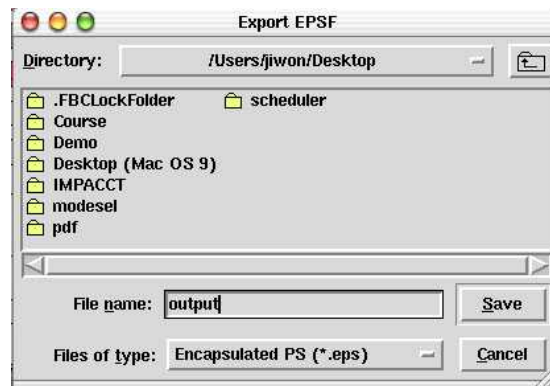 Export EPSF
Directory: /Users/jiwon/Desktop
.FBCLockFolder scheduler
Course
Demo
Desktop (Mac OS 9)
IMPACCT
modesel
pdf
File name: output Save
Files of type: Encapsulated PS (*.eps) Cancel